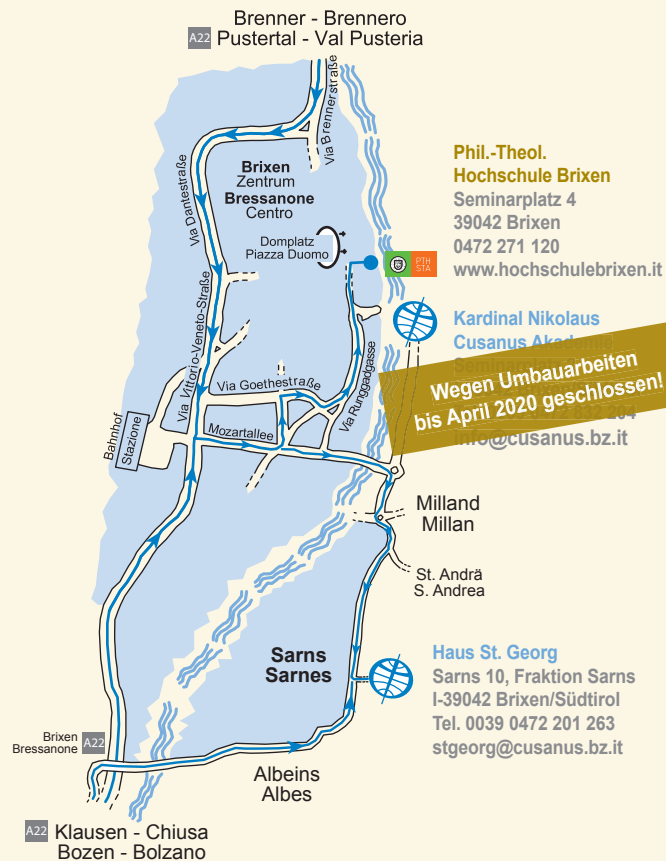 Brenner - Brennero
A22 Pustertal - Val Pusteria
Via Brennerstraße
Via Dantestraße
Brixen
Zentrum
Bressanone
Centro
Domplatz
Piazza Duomo
PTH
STA
Phil.-Theol.
Hochschule Brixen
Seminarplatz 4
39042 Brixen
0472 271 120
www.hochschulebrixen.it
Via Vittorio-Veneto-Straße
Kardinal Nikolaus
Cusanus Akademie
Wegen Umbauarbeiten
bis April 2020 geschlossen!
info@cusanus.bz.it
Via Goethestraße
Via Runggadgasse
Mozartallee
Bahnhof
Stazione
Milland
Millan
St. Andrä
S. Andrea
Sarns
Sarnes
Haus St. Georg
Sarns 10, Fraktion Sarns
I-39042 Brixen/Südtirol
Tel. 0039 0472 201 263
stgeorg@cusanus.bz.it
Brixen
Bressanone
A22
Albeins
Albes
A22 Klausen - Chiusa
Bozen - Bolzano